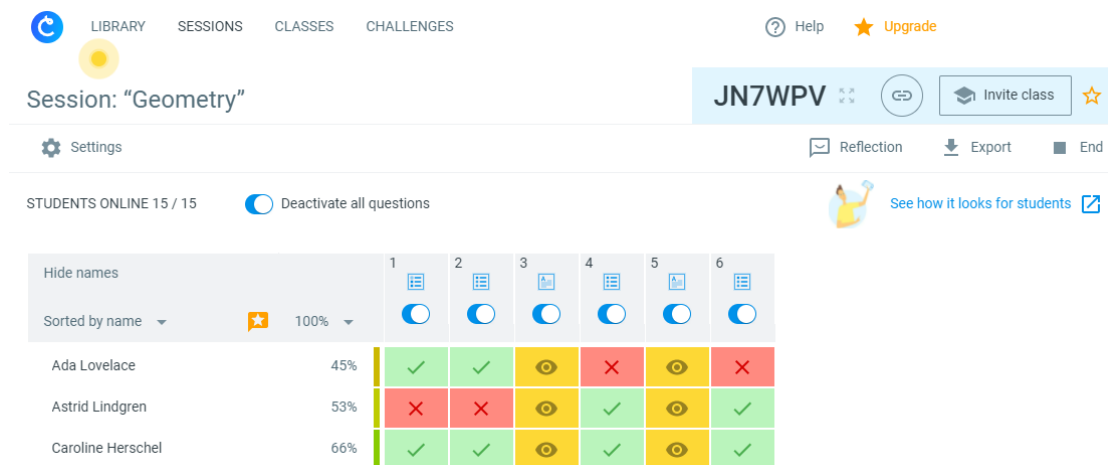 LIBRARY SESSIONS CLASSES CHALLENGES Help Upgrade
Session: “Geometry” JN7WPV Invite class
Settings Reflection Export End
STUDENTS ONLINE 15 / 15 Deactivate all questions See how it looks for students
Hide names 1 2 3 4 5 6
Sorted by name 100%
Ada Lovelace 45%
Astrid Lindgren 53%
Caroline Herschel 66%